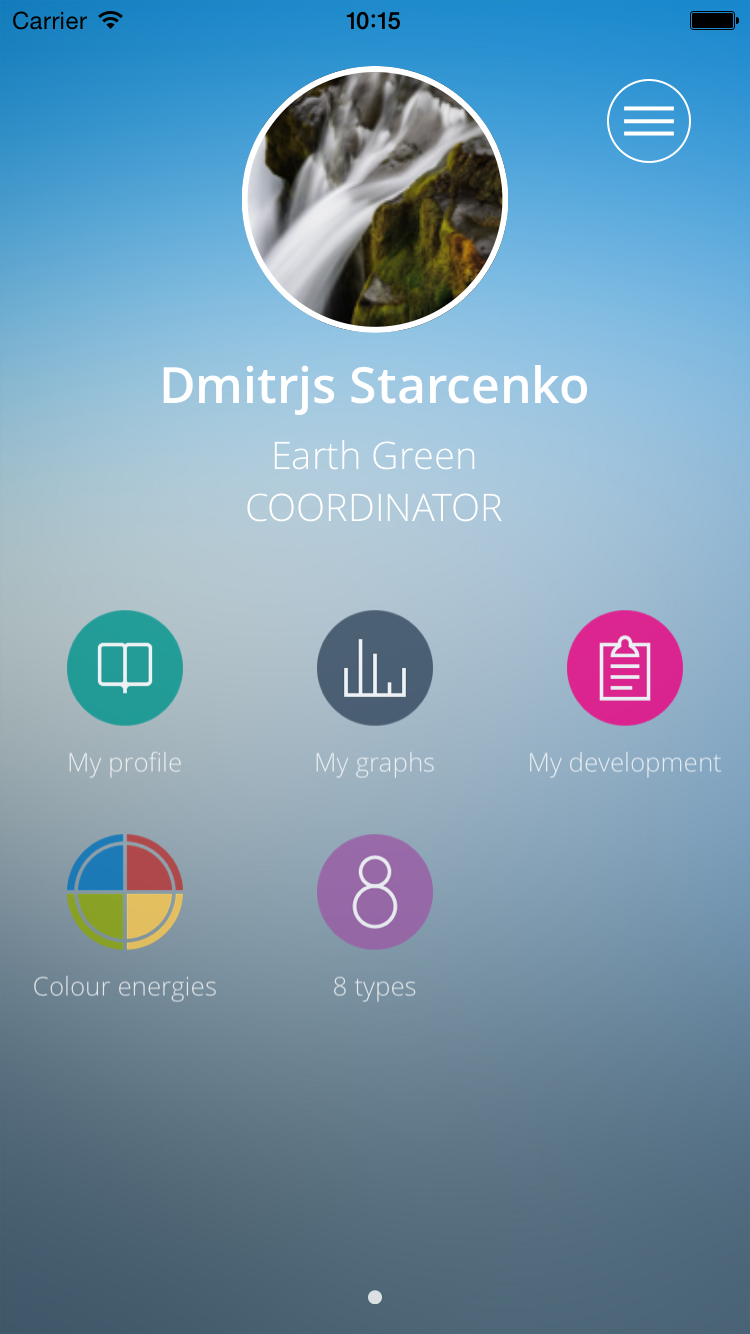 Carrier 10:15
Dmitrjs Starcenko
Earth Green
COORDINATOR
My profile My graphs My development
8
Colour energies 8 types